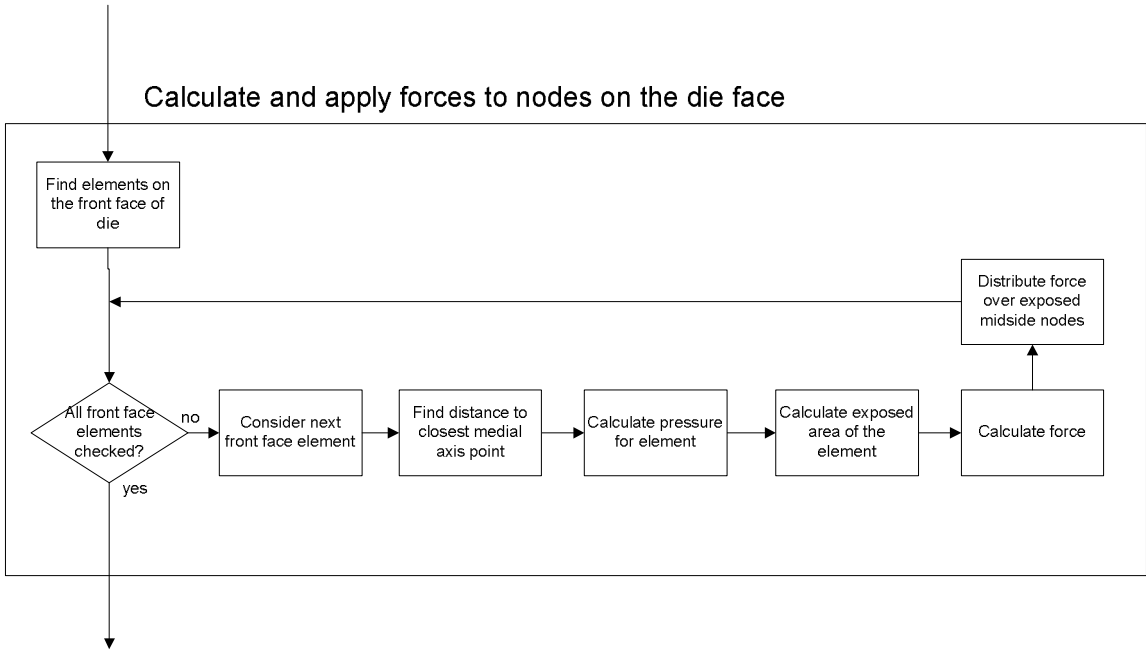 Calculate and apply forces to nodes on the die face
Find elements on
the front face of
die
Distribute force
over exposed
midside nodes
All front face
elements
checked?
no
yes
Consider next
front face element
Find distance to
closest medial
axis point
Calculate pressure
for element
Calculate exposed
area of the
element
Calculate force